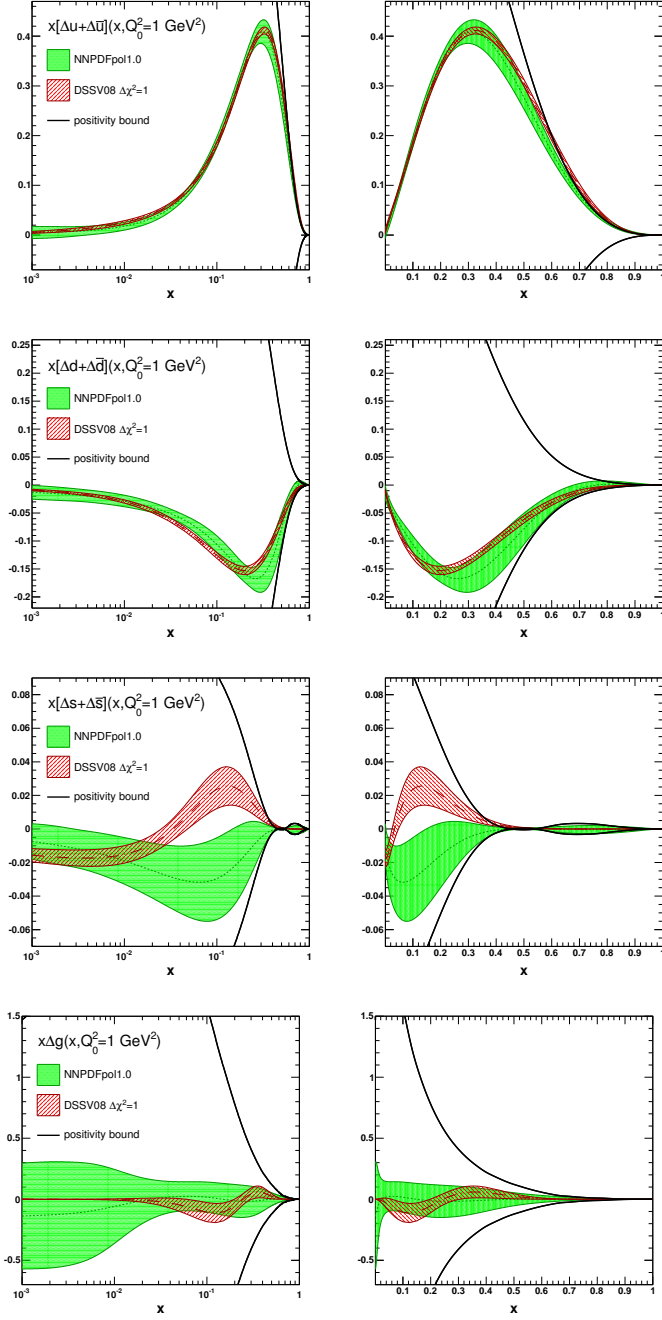 x[Δu+Δu̅](x,Q₀²=1 GeV²)
NNPDFpol1.0
DSSV08 Δχ²=1
positivity bound
0.4
0.3
0.2
0.1
0
10⁻³ 10⁻² 10⁻¹ 1
x
0.4
0.3
0.2
0.1
0
0.1 0.2 0.3 0.4 0.5 0.6 0.7 0.8 0.9 1
x
x[Δd+Δd̅](x,Q₀²=1 GeV²)
NNPDFpol1.0
DSSV08 Δχ²=1
positivity bound
0.25
0.2
0.15
0.1
0.05
0
-0.05
-0.1
-0.15
-0.2
10⁻³ 10⁻² 10⁻¹ 1
x
0.25
0.2
0.15
0.1
0.05
0
-0.05
-0.1
-0.15
-0.2
0.1 0.2 0.3 0.4 0.5 0.6 0.7 0.8 0.9 1
x
x[Δs+Δs̅](x,Q₀²=1 GeV²)
NNPDFpol1.0
DSSV08 Δχ²=1
positivity bound
0.08
0.06
0.04
0.02
0
-0.02
-0.04
-0.06
10⁻³ 10⁻² 10⁻¹ 1
x
0.08
0.06
0.04
0.02
0
-0.02
-0.04
-0.06
0.1 0.2 0.3 0.4 0.5 0.6 0.7 0.8 0.9 1
x
xΔg(x,Q₀²=1 GeV²)
NNPDFpol1.0
DSSV08 Δχ²=1
positivity bound
1.5
1
0.5
0
-0.5
10⁻³ 10⁻² 10⁻¹ 1
x
1.5
1
0.5
0
-0.5
0.1 0.2 0.3 0.4 0.5 0.6 0.7 0.8 0.9 1
x